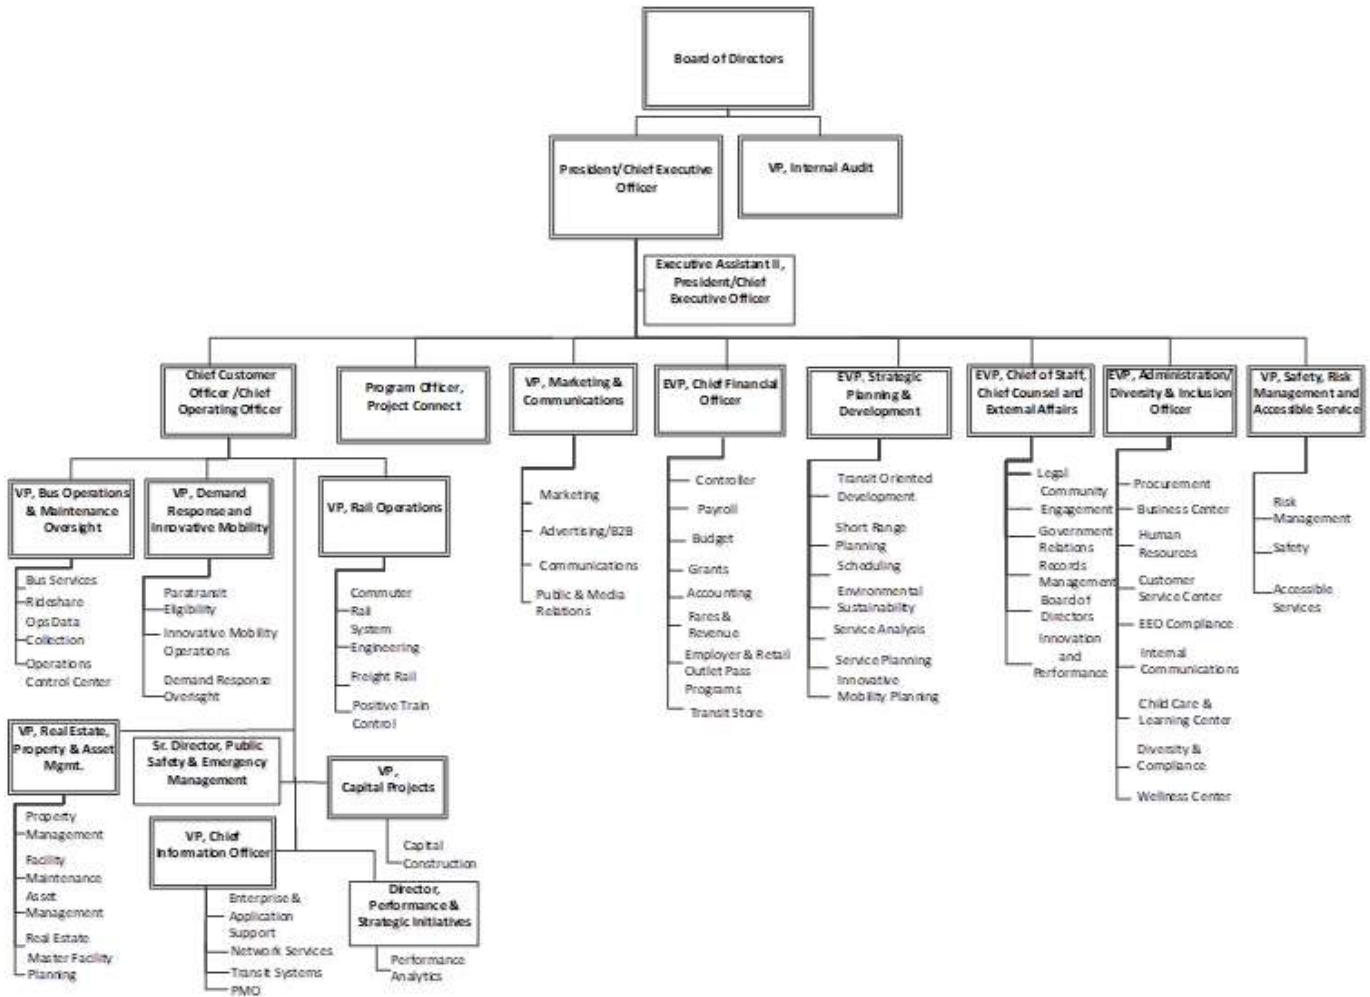 Board of Directors
President/Chief Executive
Officer
VP, Internal Audit
Executive Assistant II,
President/Chief
Executive Officer
Chief Customer
Officer /Chief
Operating Officer
Program Officer,
Project Connect
VP, Marketing &
Communications
EVP, Chief Financial
Officer
EVP, Strategic
Planning &
Development
EVP, Chief of Staff,
Chief Counsel and
External Affairs
EVP, Administration/
Diversity & Inclusion
Officer
VP, Safety, Risk
Management and
Accessible Service
VP, Bus Operations
& Maintenance
Oversight
VP, Demand
Response and
Innovative Mobility
VP, Rail Operations
Bus Services
Rideshare
Ops Data
Collection
Operations
Control Center
Paratransit
Eligibility
Innovative Mobility
Operations
Demand Response
Overisght
Commuter
Rail
System
Engineering
Freight Rail
Positive Train
Control
Marketing
Advertising/B2B
Communications
Public & Media
Relations
Controller
Payroll
Budget
Grants
Accounting
Fares &
Revenue
Employer & Retail
Outlet Pass
Programs
Transit Store
Transit Oriented
Development
Short Range
Planning
Scheduling
Environmental
Sustainability
Service Analysis
Service Planning
Innovative
Mobility Planning
Legal
Community
Engagement
Government
Relations
Records
Management
Board of
Directors
Innovation
and
Performance
Procurement
Business Center
Human
Resources
Customer
Service Center
EEO Compliance
Internal
Communications
Child Care &
Learning Center
Diversity &
Compliance
Wellness Center
Risk
Management
Safety
Accessible
Services
VP, Real Estate,
Property & Asset
Mgmt.
Sr. Director, Public
Safety & Emergency
Management
VP,
Capital Projects
Property
Management
Facility
Maintenance
Asset
Management
Real Estate
Master Facility
Planning
VP, Chief
Information Officer
Enterprise &
Application
Support
Network Services
Transit Systems
PMO
Capital
Construction
Director,
Performance &
Strategic Initiatives
Performance
Analytics